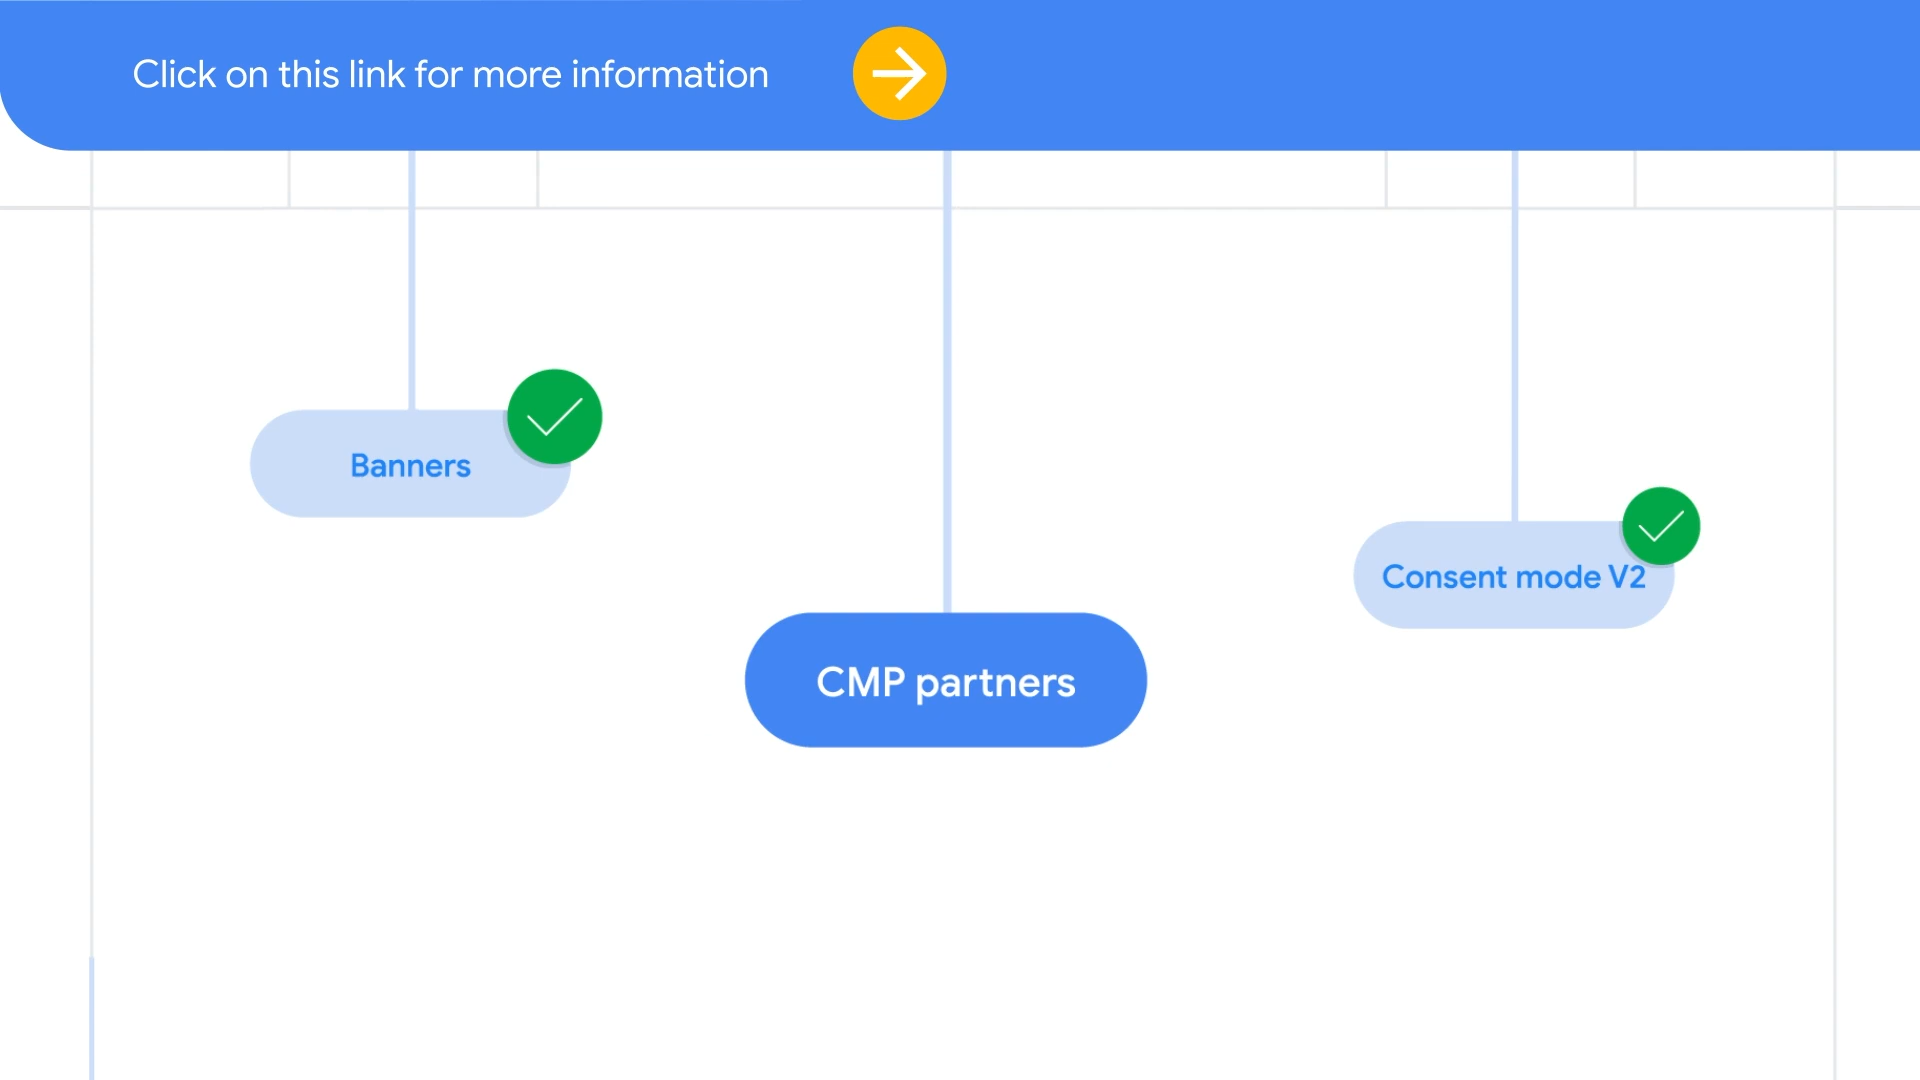 Click on this link for more information
Banners
Consent mode V2
CMP partners